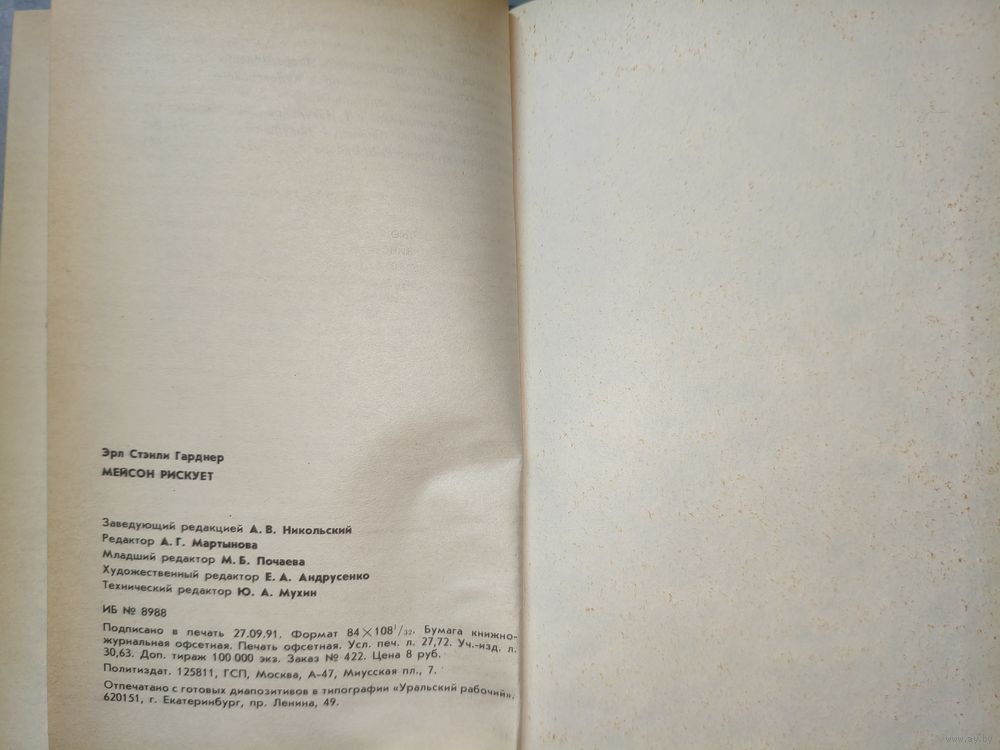 Эрл Стэнли Гарднер
МЕЙСОН РИСКУЕТ
Заведующий редакцией А. В. Никольский
Редактор А. Г. Мартынова
Младший редактор М. Б. Почаева
Художественный редактор Е. А. Андрусенко
Технический редактор Ю. А. Мухин
ИБ № 8988
Подписано в печать 27.09.91. Формат 84×108¹/₃₂. Бумага книжно-
журнальная офсетная. Печать офсетная. Усл. печ. л. 27,72. Уч.-изд. л.
30,63. Доп. тираж 100 000 экз. Заказ № 422. Цена 8 руб.
Политиздат. 125811, ГСП, Москва, А-47, Миусская пл., 7.
Отпечатано с готовых диапозитивов в типографии «Уральский рабочий».
620151, г. Екатеринбург, пр. Ленина, 49.
www.ay.by